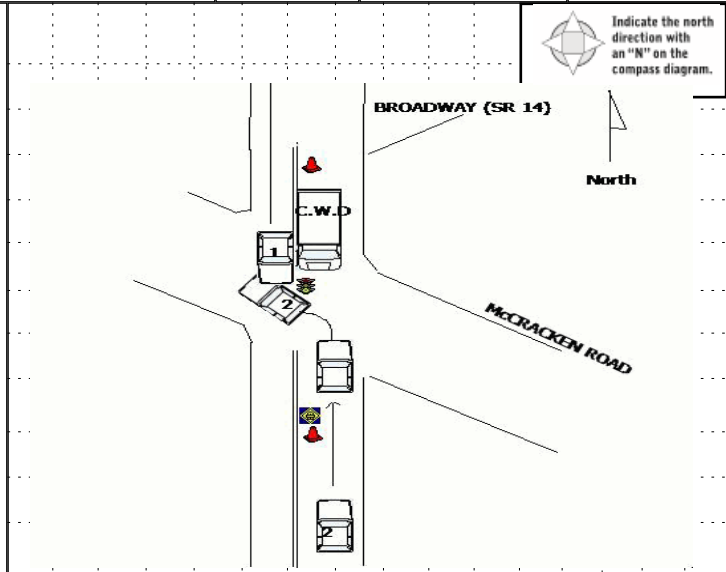 Indicate the north
direction with
an "N" on the
compass diagram.
BROADWAY (SR 14)
North
C.W.D
1
2
McCRACKEN ROAD
2